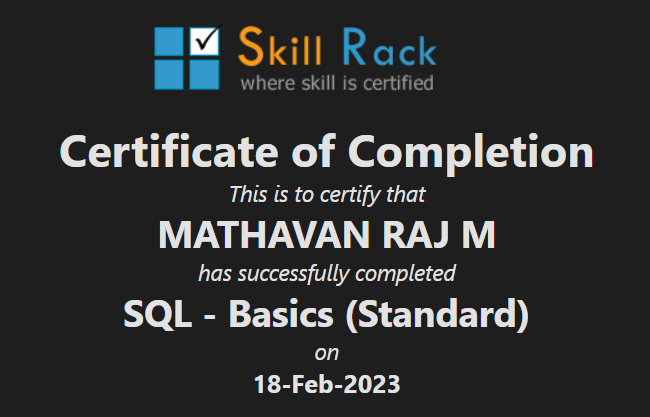 Skill Rack
where skill is certified
Certificate of Completion
This is to certify that
MATHAVAN RAJ M
has successfully completed
SQL - Basics (Standard)
on
18-Feb-2023